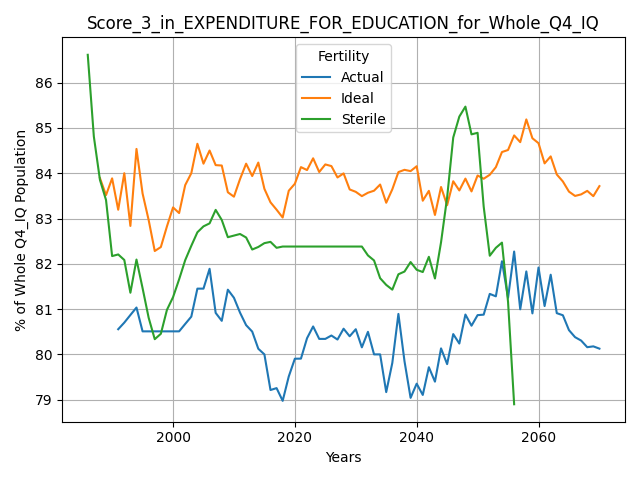 Score_3_in_EXPENDITURE_FOR_EDUCATION_for_Whole_Q4_IQ
Fertility
Actual
Ideal
Sterile
% of Whole Q4_IQ Population
86
85
84
83
82
81
80
79
2000
2020
2040
2060
Years